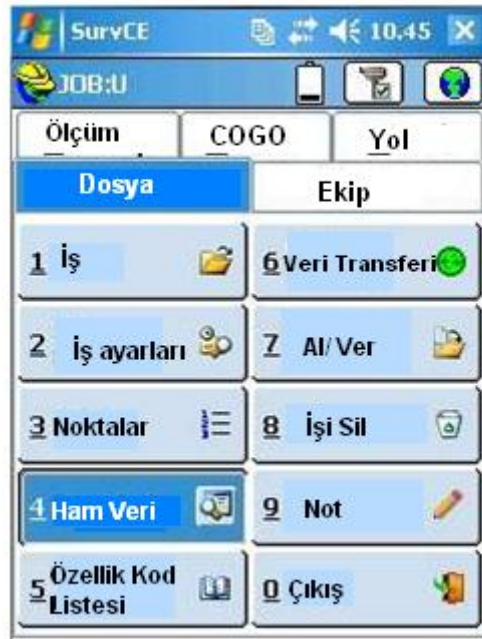 SurvCE 10.45
JOB:U
Ölçüm COGO Yol
Dosya Ekip
1 İş
6 Veri Transferi
2 İş ayarları
7 Al/Ver
3 Noktalar
8 İşi Sil
4 Ham Veri
9 Not
5 Özellik Kod
Listesi
0 Çıkış